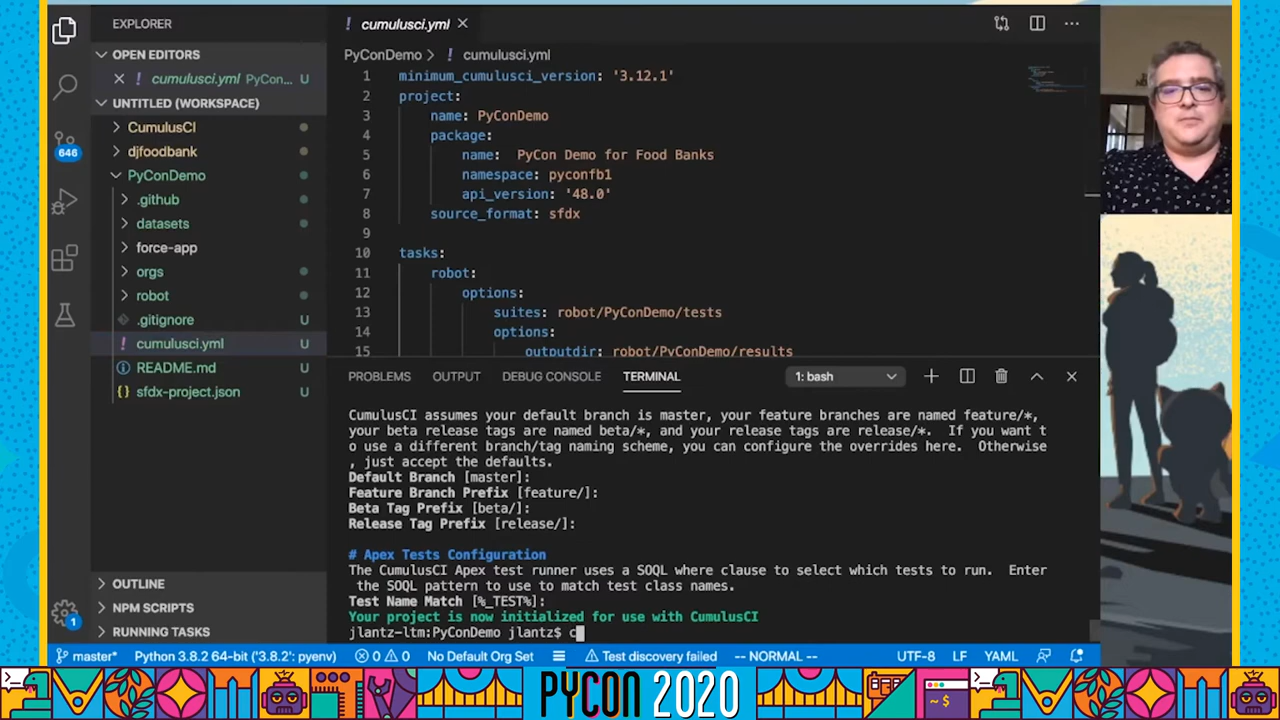 EXPLORER
OPEN EDITORS
cumulusci.yml PyCon... U
UNTITLED (WORKSPACE)
CumulusCI
djfoodbank
PyConDemo
.github
datasets
force-app
orgs
robot
.gitignore U
cumulusci.yml U
README.md U
sfdx-project.json U
OUTLINE
NPM SCRIPTS
RUNNING TASKS
646
1
cumulusci.yml
PyConDemo > cumulusci.yml
1 minimum_cumulusci_version: '3.12.1'
2 project:
3 name: PyConDemo
4 package:
5 name: PyCon Demo for Food Banks
6 namespace: pyconfb1
7 api_version: '48.0'
8 source_format: sfdx
9
10 tasks:
11 robot:
12 options:
13 suites: robot/PyConDemo/tests
14 options:
15 outputdir: robot/PyConDemo/results
PROBLEMS OUTPUT DEBUG CONSOLE TERMINAL 1: bash
CumulusCI assumes your default branch is master, your feature branches are named feature/*,
your beta release tags are named beta/*, and your release tags are release/*. If you want t
o use a different branch/tag naming scheme, you can configure the overrides here. Otherwise
, just accept the defaults.
Default Branch [master]:
Feature Branch Prefix [feature/]:
Beta Tag Prefix [beta/]:
Release Tag Prefix [release/]:
# Apex Tests Configuration
The CumulusCI Apex test runner uses a SOQL where clause to select which tests to run. Enter
the SOQL pattern to use to match test class names.
Test Name Match [%_TEST%]:
Your project is now initialized for use with CumulusCI
jlantz-ltm:PyConDemo jlantz$ c
master* Python 3.8.2 64-bit ('3.8.2': pyenv) 0 0 No Default Org Set Test discovery failed -- NORMAL -- UTF-8 LF YAML
PYCON 2020
~$